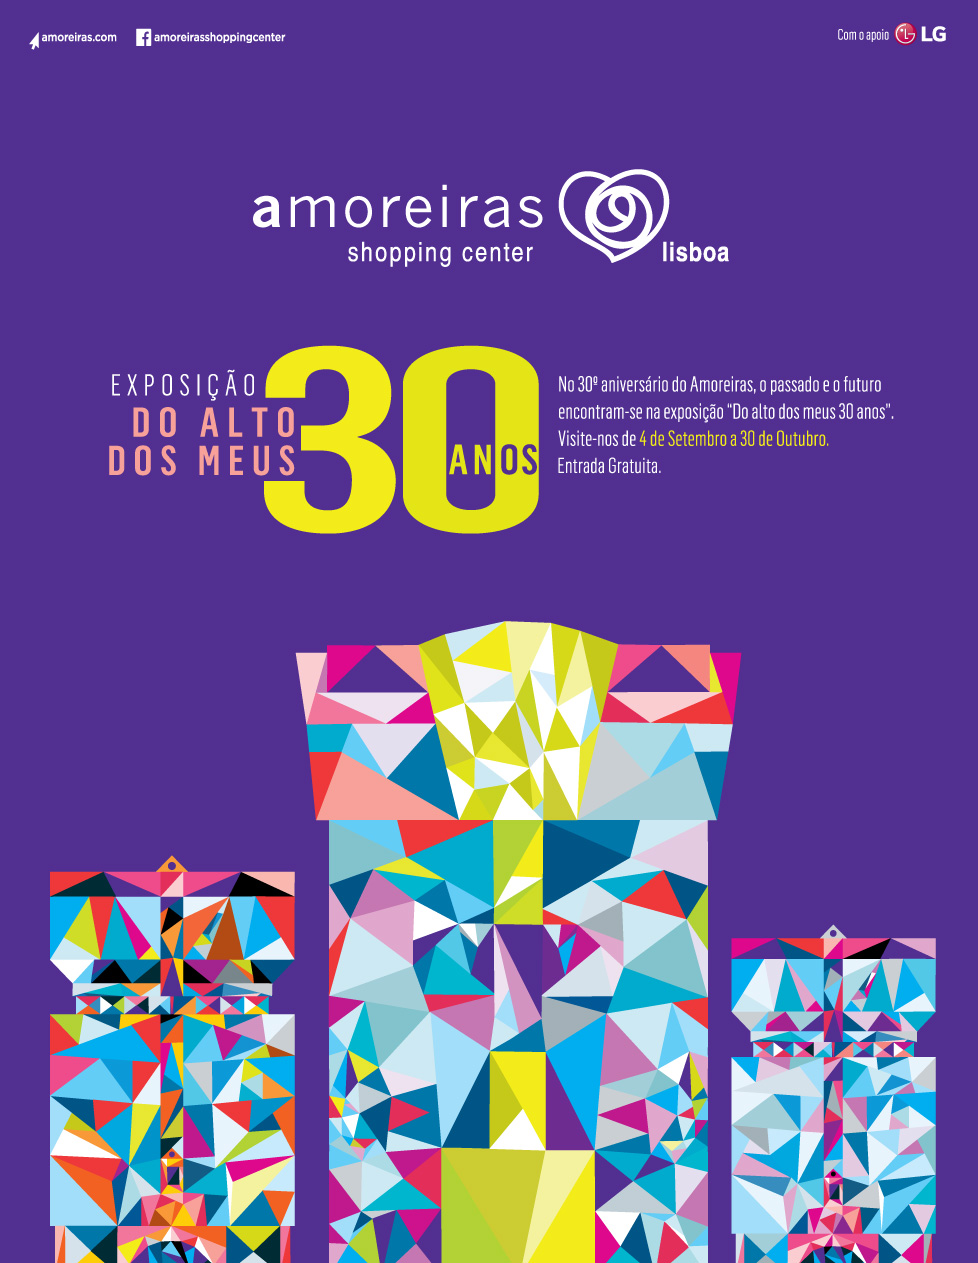 amoreiras.com
amoreirasshoppingcenter
Com o apoio LG
amoreiras
shopping center
lisboa
EXPOSIÇÃO
DO ALTO
DOS MEUS
30
ANOS
No 30º aniversário do Amoreiras, o passado e o futuro
encontram-se na exposição "Do alto dos meus 30 anos".
Visite-nos de 4 de Setembro a 30 de Outubro.
Entrada Gratuita.